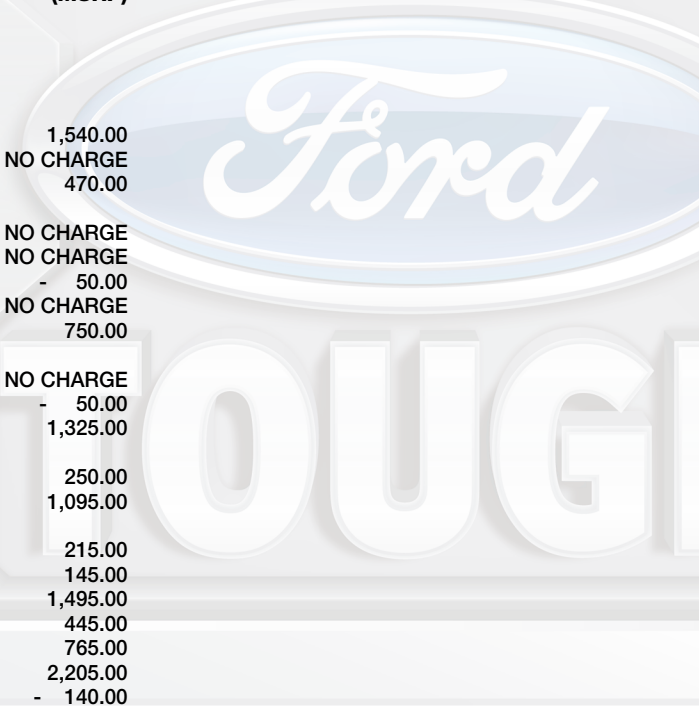 (MSRP)
1,540.00
NO CHARGE
470.00
NO CHARGE
NO CHARGE
- 50.00
NO CHARGE
750.00
NO CHARGE
- 50.00
1,325.00
250.00
1,095.00
215.00
145.00
1,495.00
445.00
765.00
2,205.00
- 140.00
Ford
TOUG